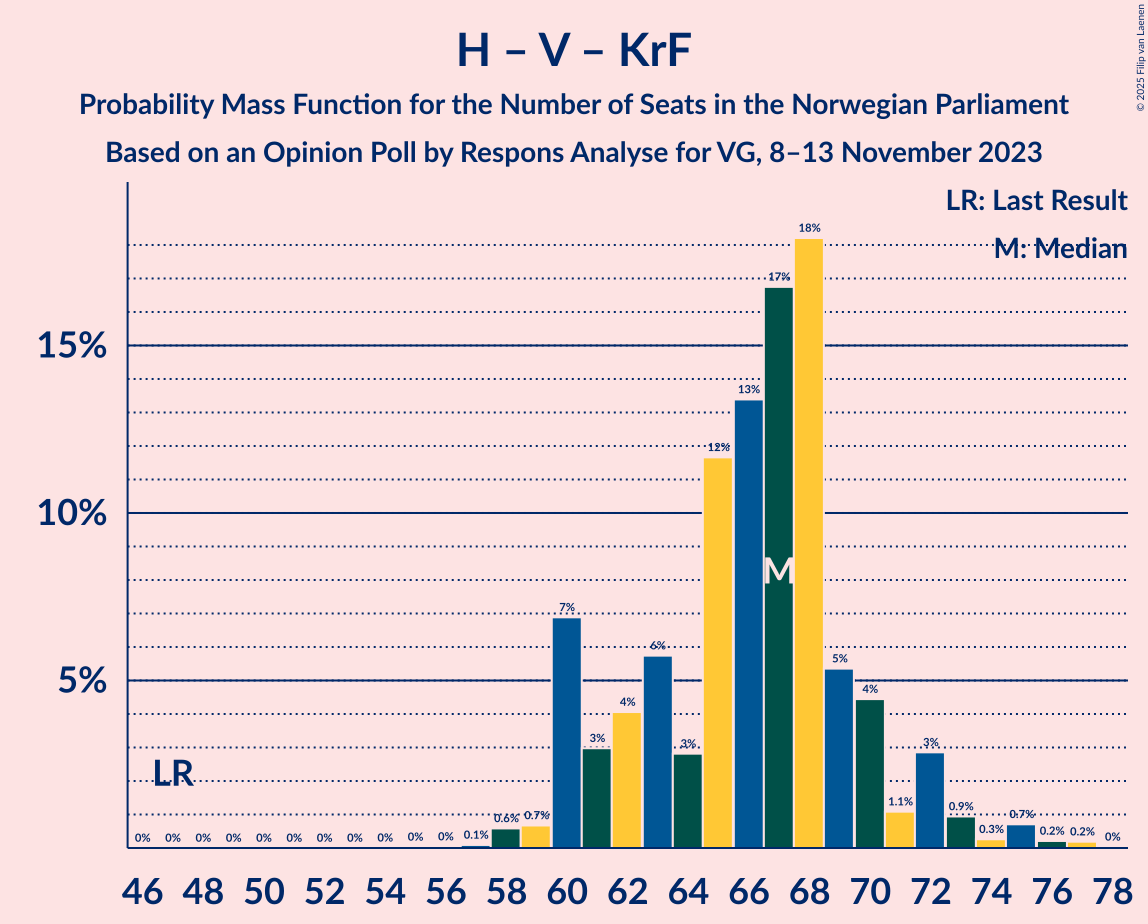 H – V – KrF
Probability Mass Function for the Number of Seats in the Norwegian Parliament
Based on an Opinion Poll by Respons Analyse for VG, 8–13 November 2023
© 2025 Filip van Laenen
LR: Last Result
M: Median
15%
10%
5%
LR
M
0% 0% 0% 0% 0% 0% 0% 0% 0% 0% 0% 0.1% 0.6% 0.7% 7% 3% 4% 6% 3% 12% 13% 17% 18% 5% 4% 1.1% 3% 0.9% 0.3% 0.7% 0.2% 0.2% 0%
46 48 50 52 54 56 58 60 62 64 66 68 70 72 74 76 78